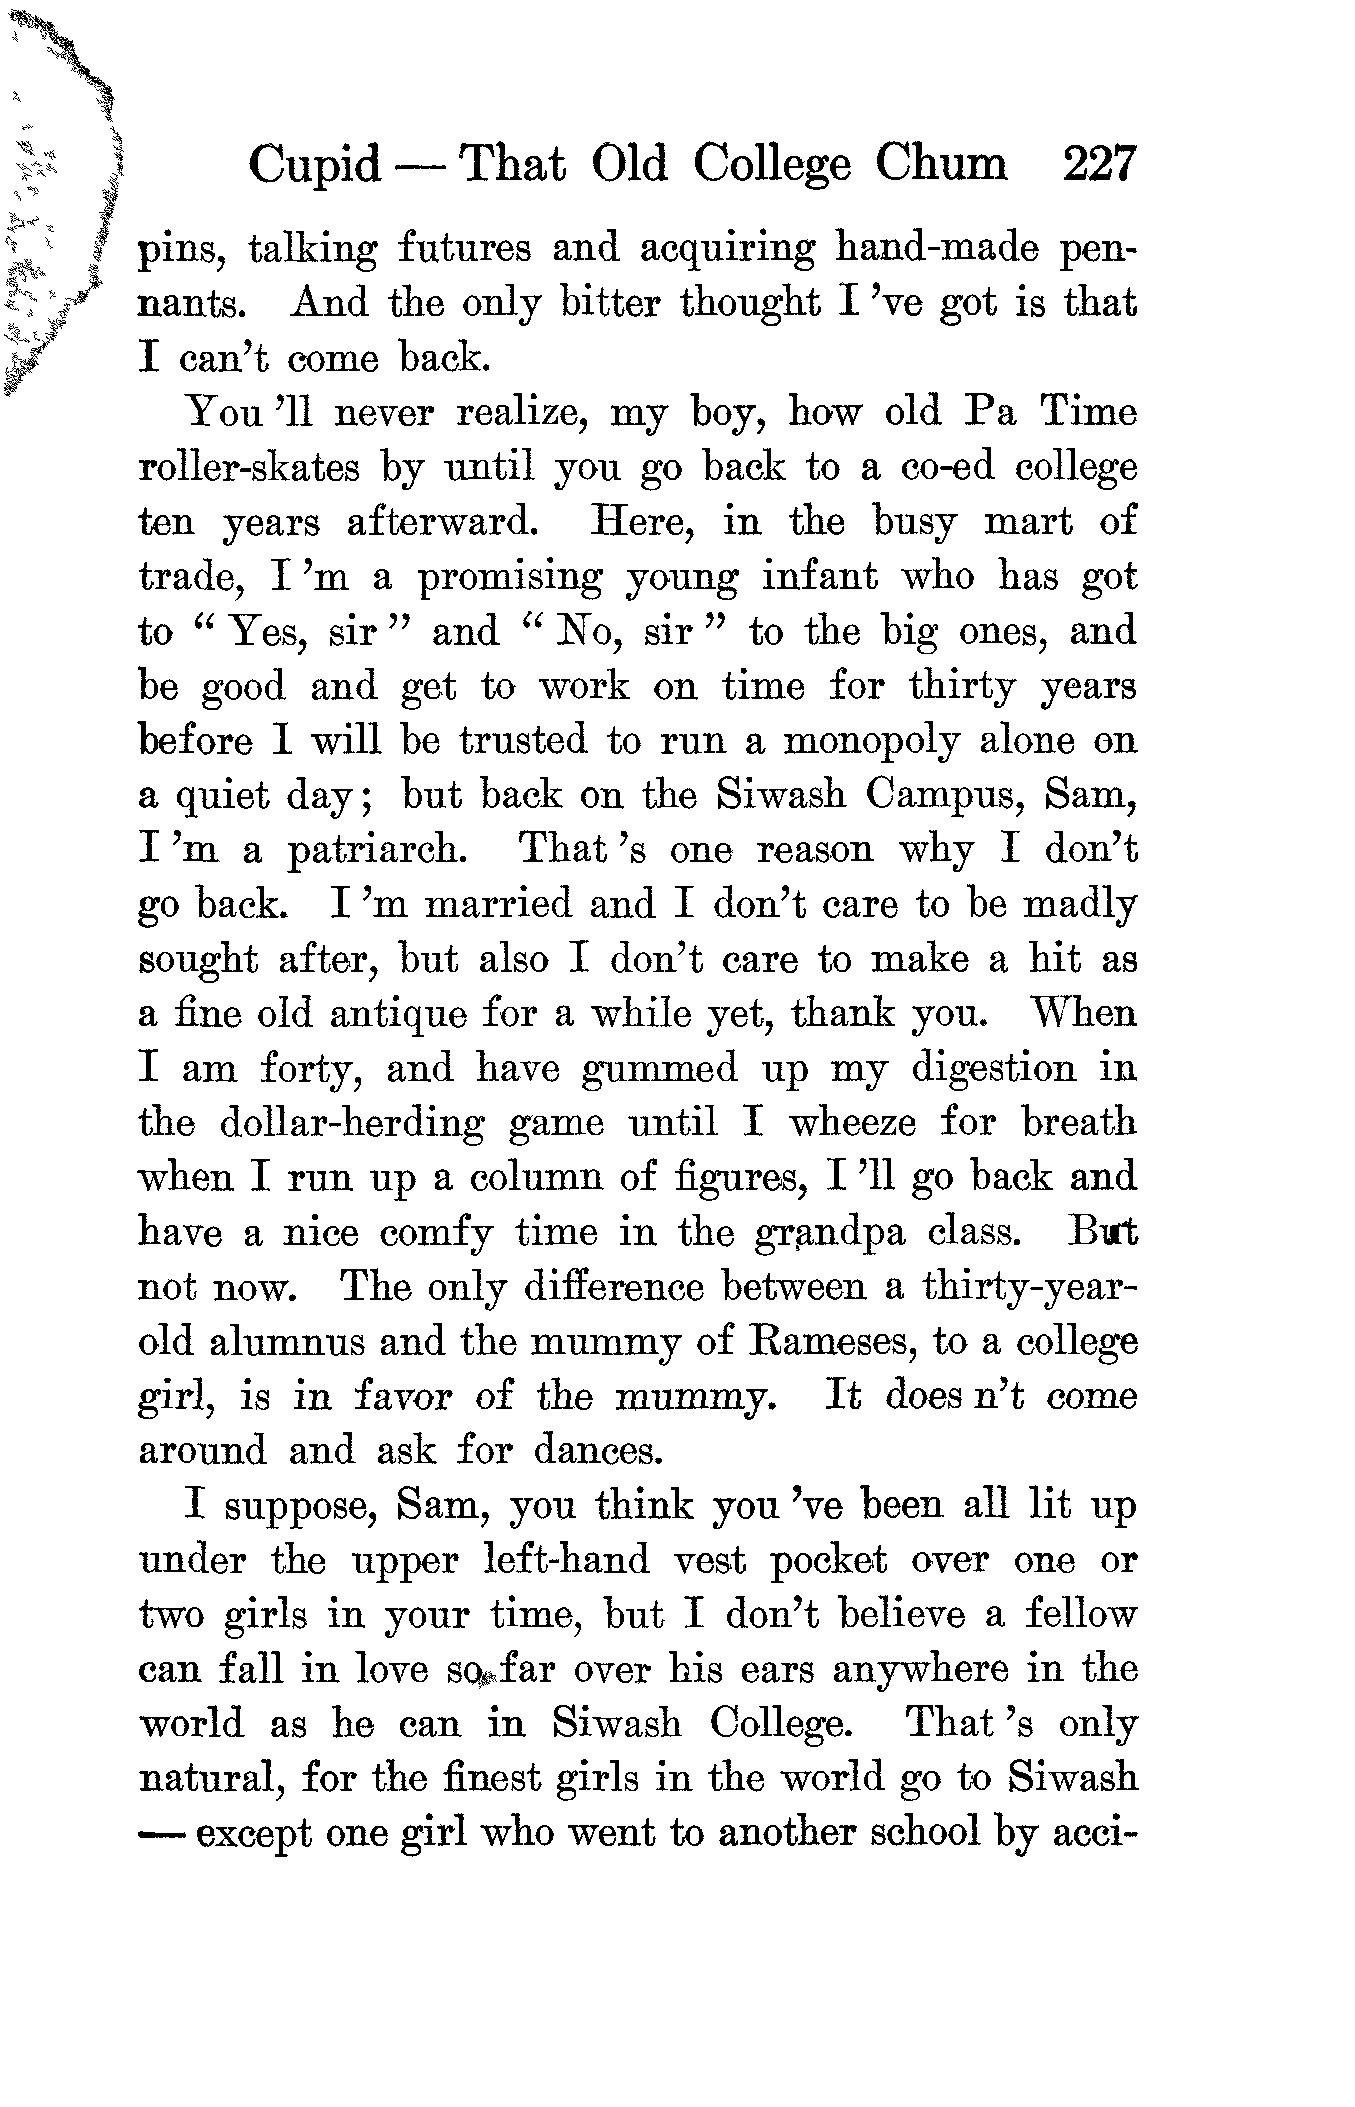 Cupid — That Old College Chum 227
pins, talking futures and acquiring hand-made pen-
nants. And the only bitter thought I 've got is that
I can't come back.
You 'll never realize, my boy, how old Pa Time
roller-skates by until you go back to a co-ed college
ten years afterward. Here, in the busy mart of
trade, I 'm a promising young infant who has got
to " Yes, sir " and " No, sir " to the big ones, and
be good and get to work on time for thirty years
before I will be trusted to run a monopoly alone on
a quiet day; but back on the Siwash Campus, Sam,
I 'm a patriarch. That 's one reason why I don't
go back. I 'm married and I don't care to be madly
sought after, but also I don't care to make a hit as
a fine old antique for a while yet, thank you. When
I am forty, and have gummed up my digestion in
the dollar-herding game until I wheeze for breath
when I run up a column of figures, I 'll go back and
have a nice comfy time in the grandpa class. But
not now. The only difference between a thirty-year-
old alumnus and the mummy of Rameses, to a college
girl, is in favor of the mummy. It does n't come
around and ask for dances.
I suppose, Sam, you think you 've been all lit up
under the upper left-hand vest pocket over one or
two girls in your time, but I don't believe a fellow
can fall in love so far over his ears anywhere in the
world as he can in Siwash College. That 's only
natural, for the finest girls in the world go to Siwash
— except one girl who went to another school by acci-